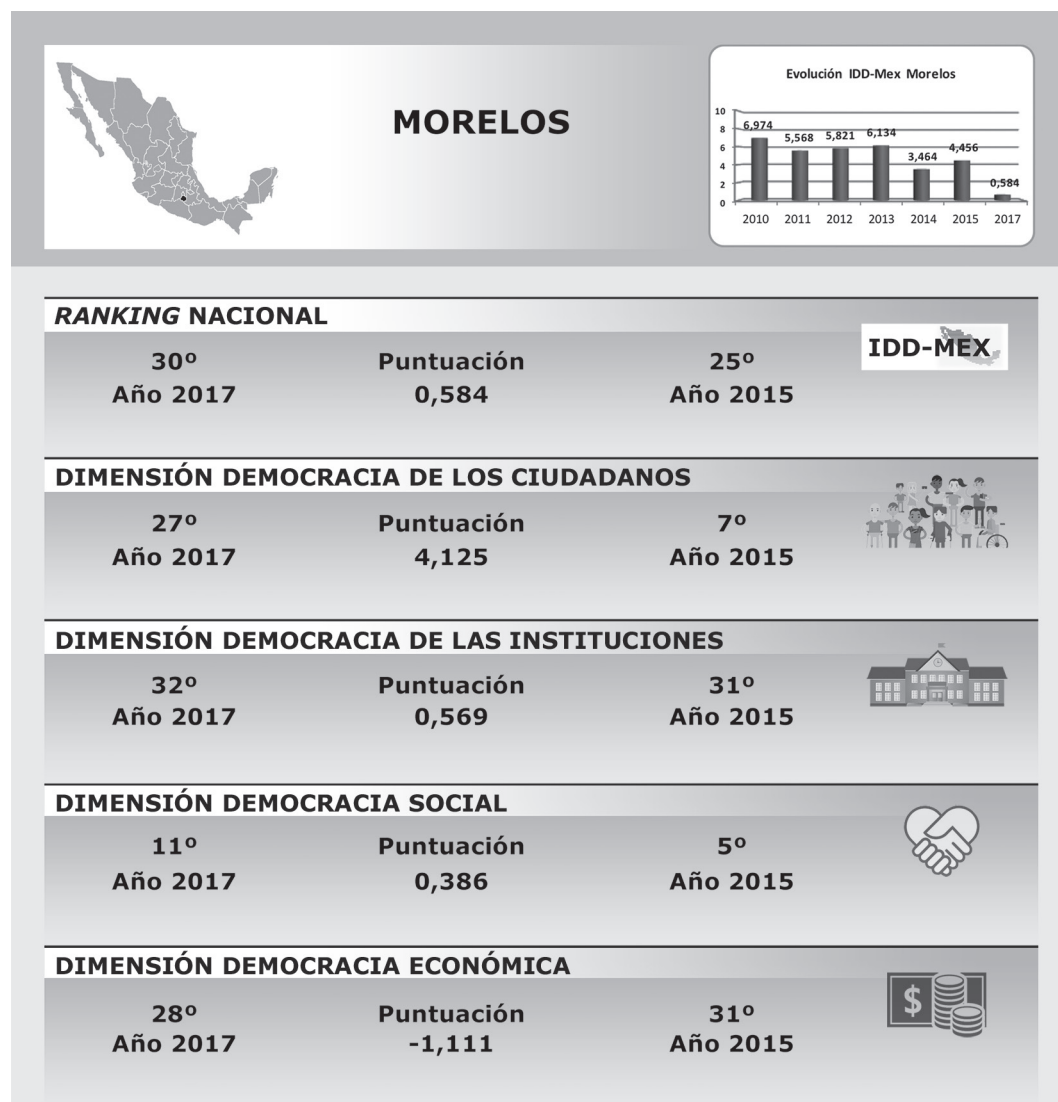 MORELOS
Evolución IDD-Mex Morelos
10
8
6
4
2
0
6,974
5,568
5,821
6,134
3,464
4,456
0,584
2010 2011 2012 2013 2014 2015 2017
RANKING NACIONAL
IDD-MEX
30º Puntuación 25º
Año 2017 0,584 Año 2015
DIMENSIÓN DEMOCRACIA DE LOS CIUDADANOS
27º Puntuación 7º
Año 2017 4,125 Año 2015
DIMENSIÓN DEMOCRACIA DE LAS INSTITUCIONES
32º Puntuación 31º
Año 2017 0,569 Año 2015
DIMENSIÓN DEMOCRACIA SOCIAL
11º Puntuación 5º
Año 2017 0,386 Año 2015
DIMENSIÓN DEMOCRACIA ECONÓMICA
$
28º Puntuación 31º
Año 2017 -1,111 Año 2015